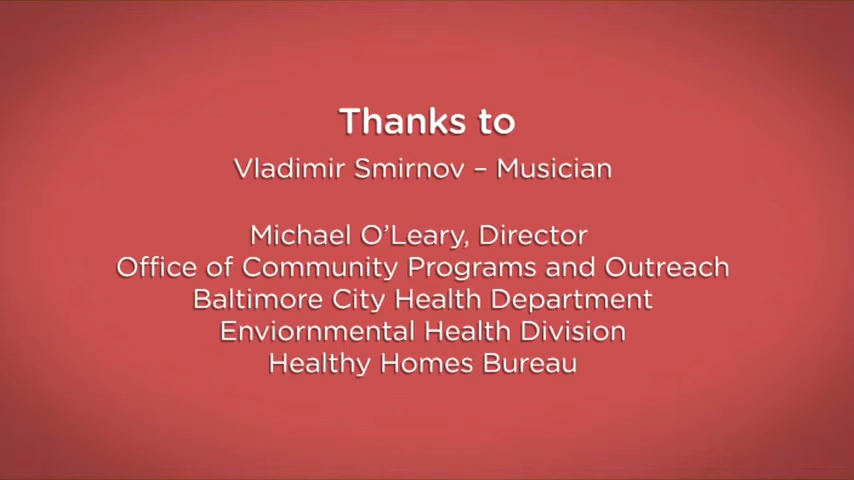 Thanks to
Vladimir Smirnov – Musician
Michael O’Leary, Director
Office of Community Programs and Outreach
Baltimore City Health Department
Enviornmental Health Division
Healthy Homes Bureau